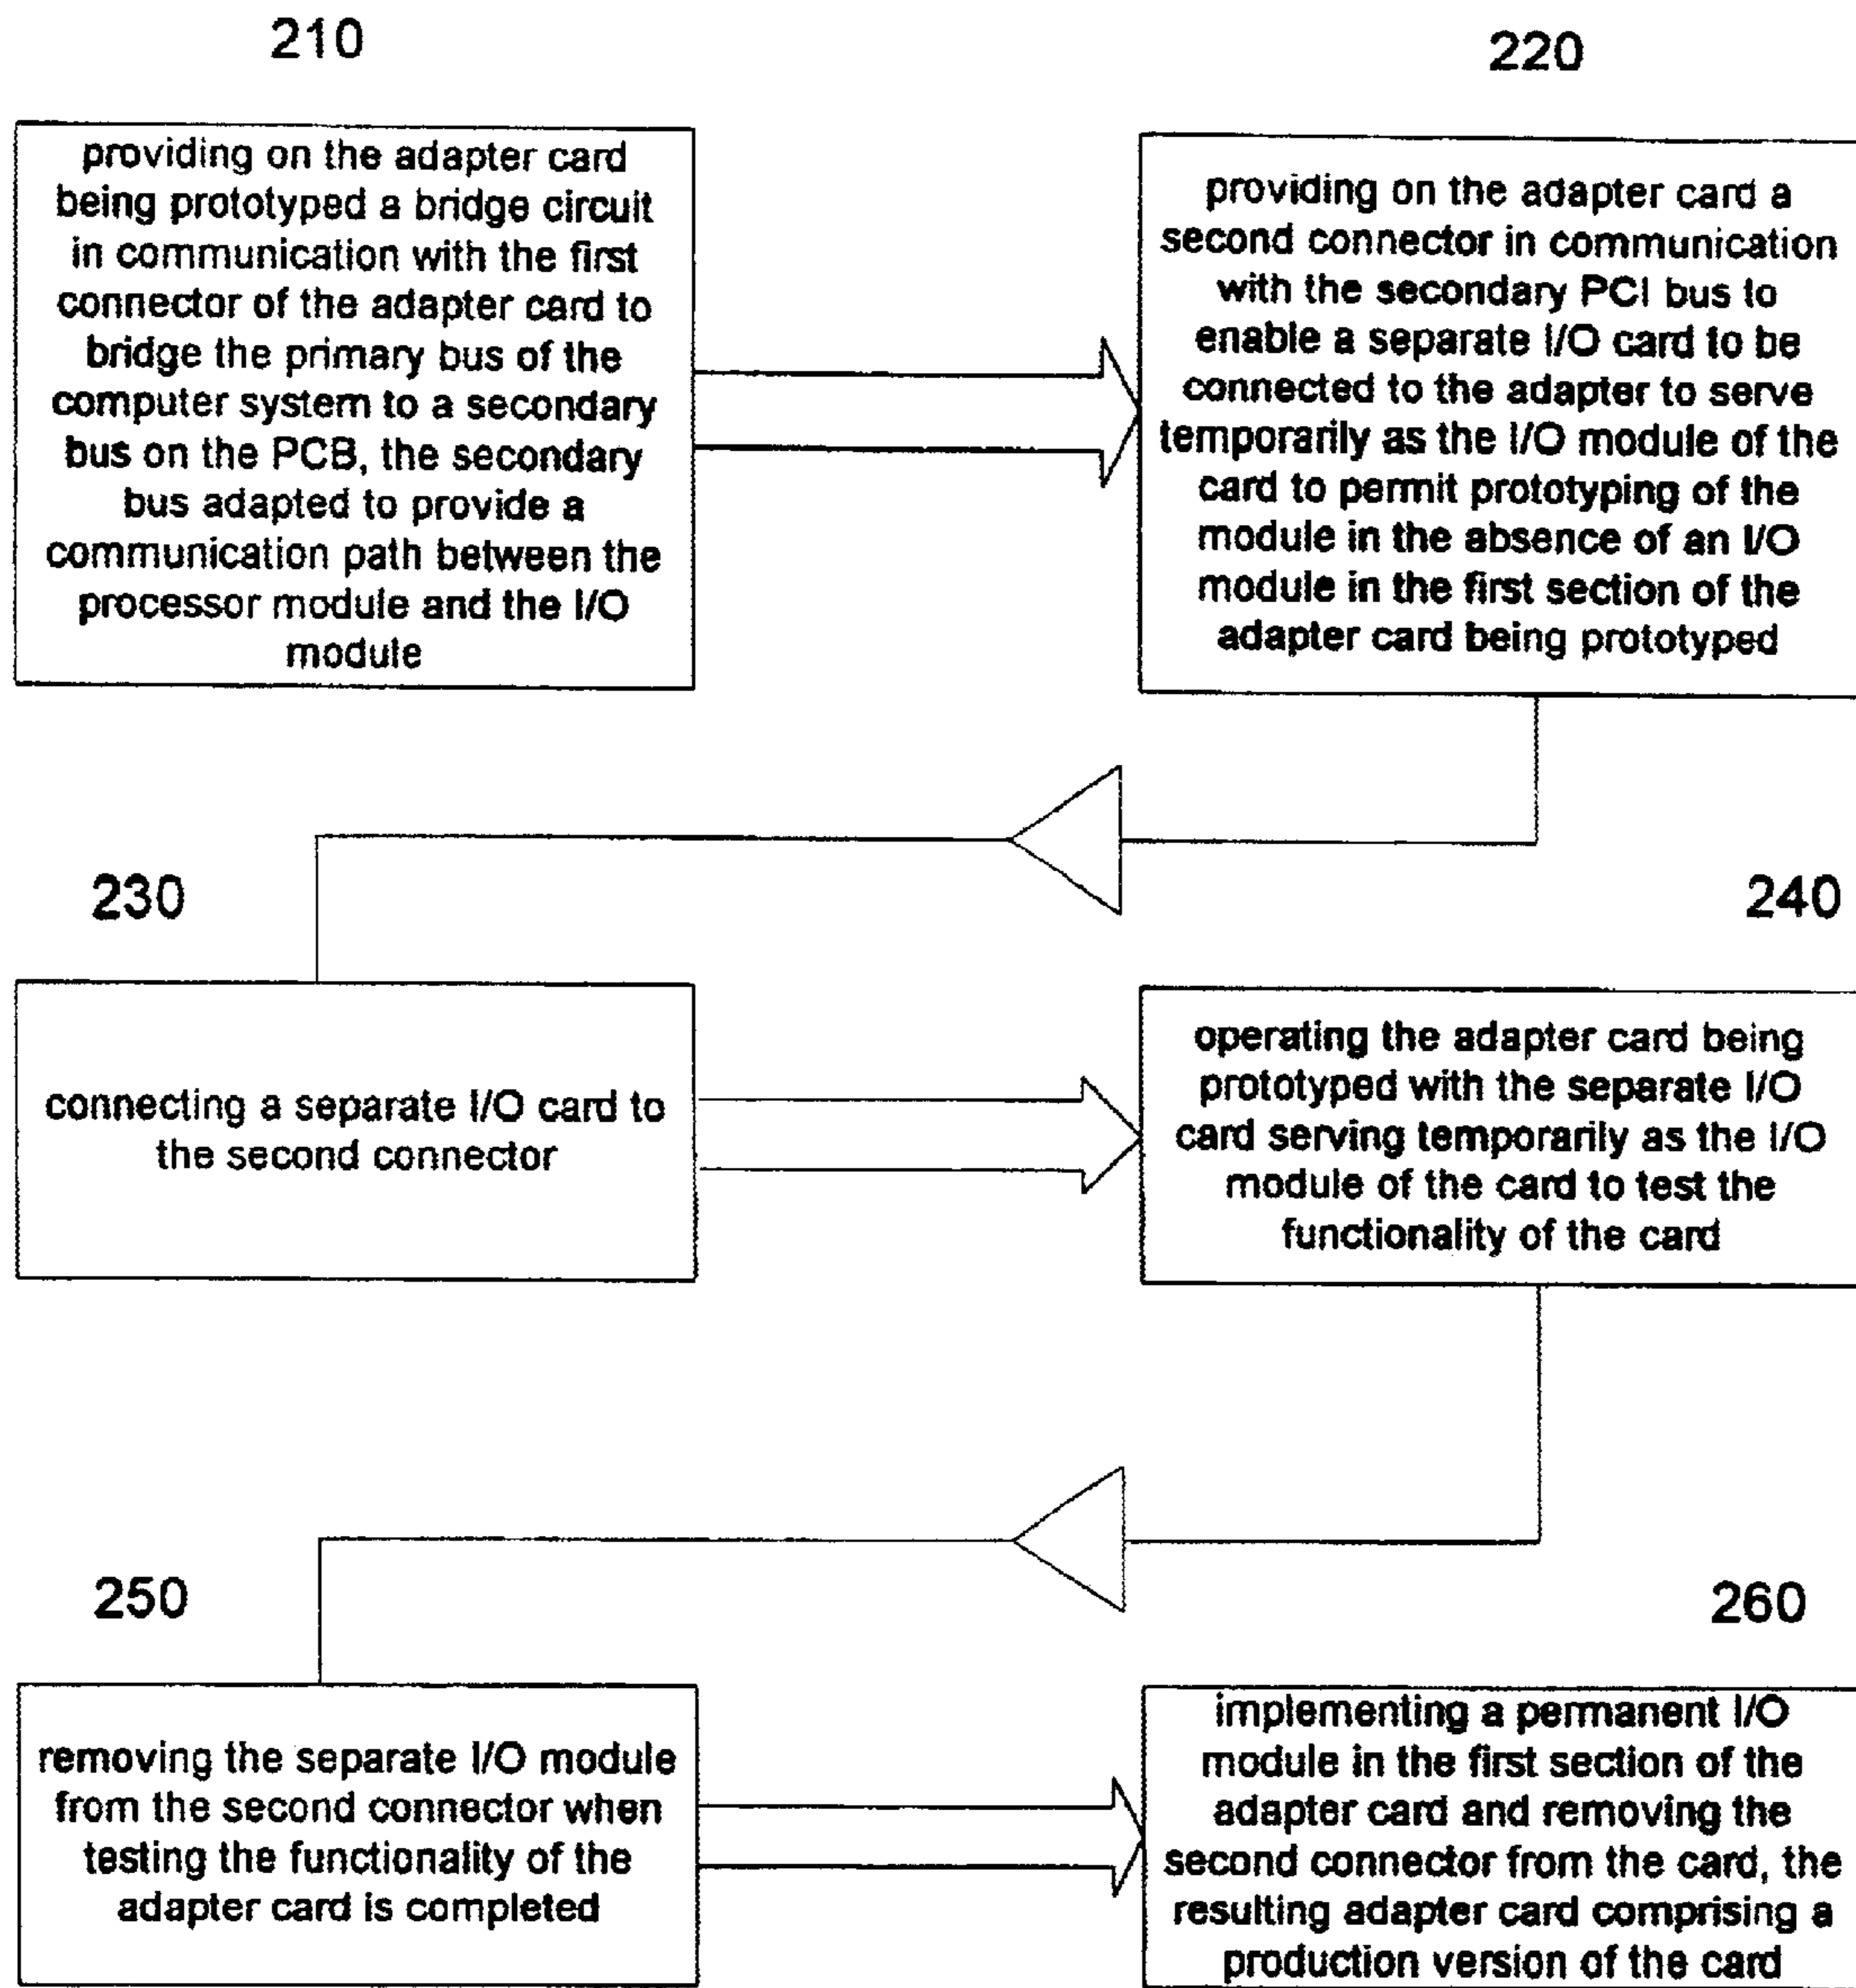 210
providing on the adapter card
being prototyped a bridge circuit
in communication with the first
connector of the adapter card to
bridge the primary bus of the
computer system to a secondary
bus on the PCB, the secondary
bus adapted to provide a
communication path between the
processor module and the I/O
module
220
providing on the adapter card a
second connector in communication
with the secondary PCI bus to
enable a separate I/O card to be
connected to the adapter to serve
temporarily as the I/O module of the
card to permit prototyping of the
module in the absence of an I/O
module in the first section of the
adapter card being prototyped
230
connecting a separate I/O card to
the second connector
240
operating the adapter card being
prototyped with the separate I/O
card serving temporarily as the I/O
module of the card to test the
functionality of the card
250
removing the separate I/O module
from the second connector when
testing the functionality of the
adapter card is completed
260
implementing a permanent I/O
module in the first section of the
adapter card and removing the
second connector from the card, the
resulting adapter card comprising a
production version of the card